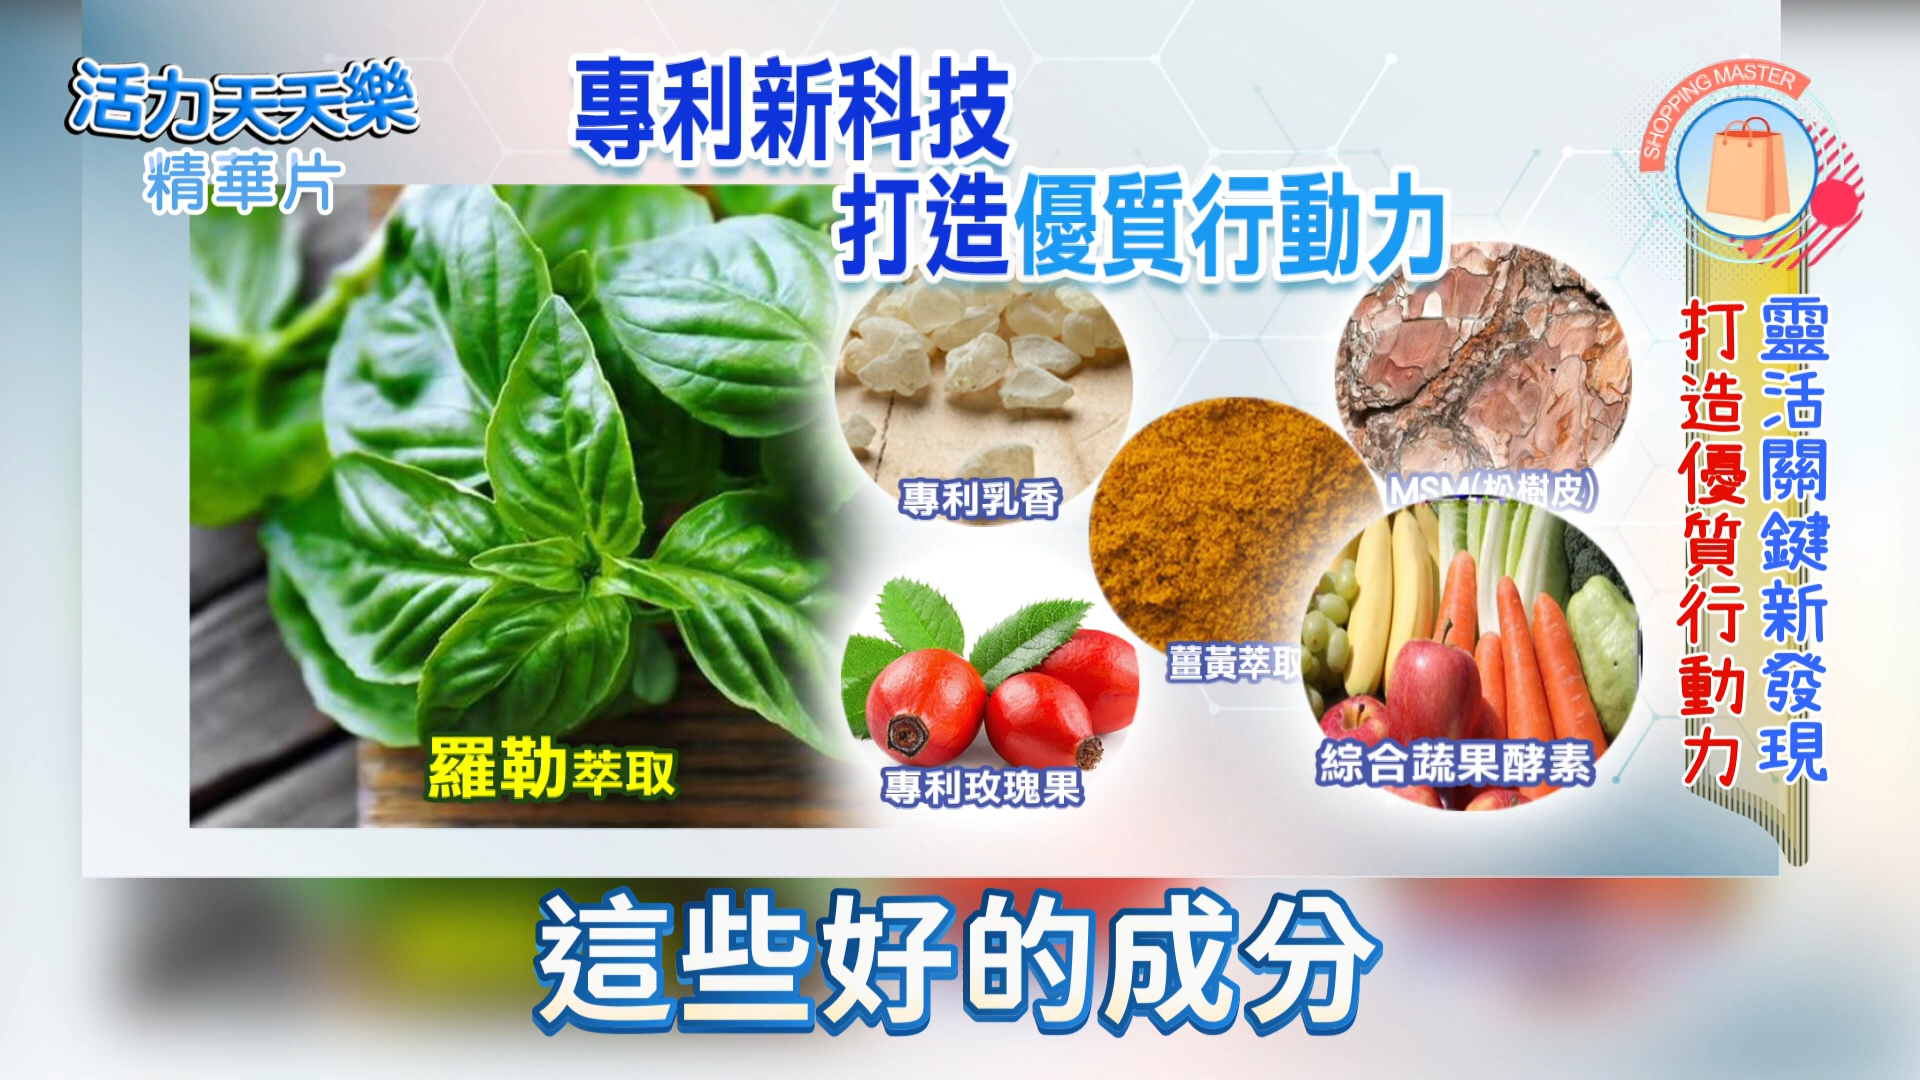 活力天天樂
精華片
專利新科技
打造優質行動力
SHOPPING MASTER
靈活關鍵新發現
打造優質行動力
專利乳香
MSM(松樹皮)
薑黃萃取
羅勒萃取
專利玫瑰果
綜合蔬果酵素
這些好的成分